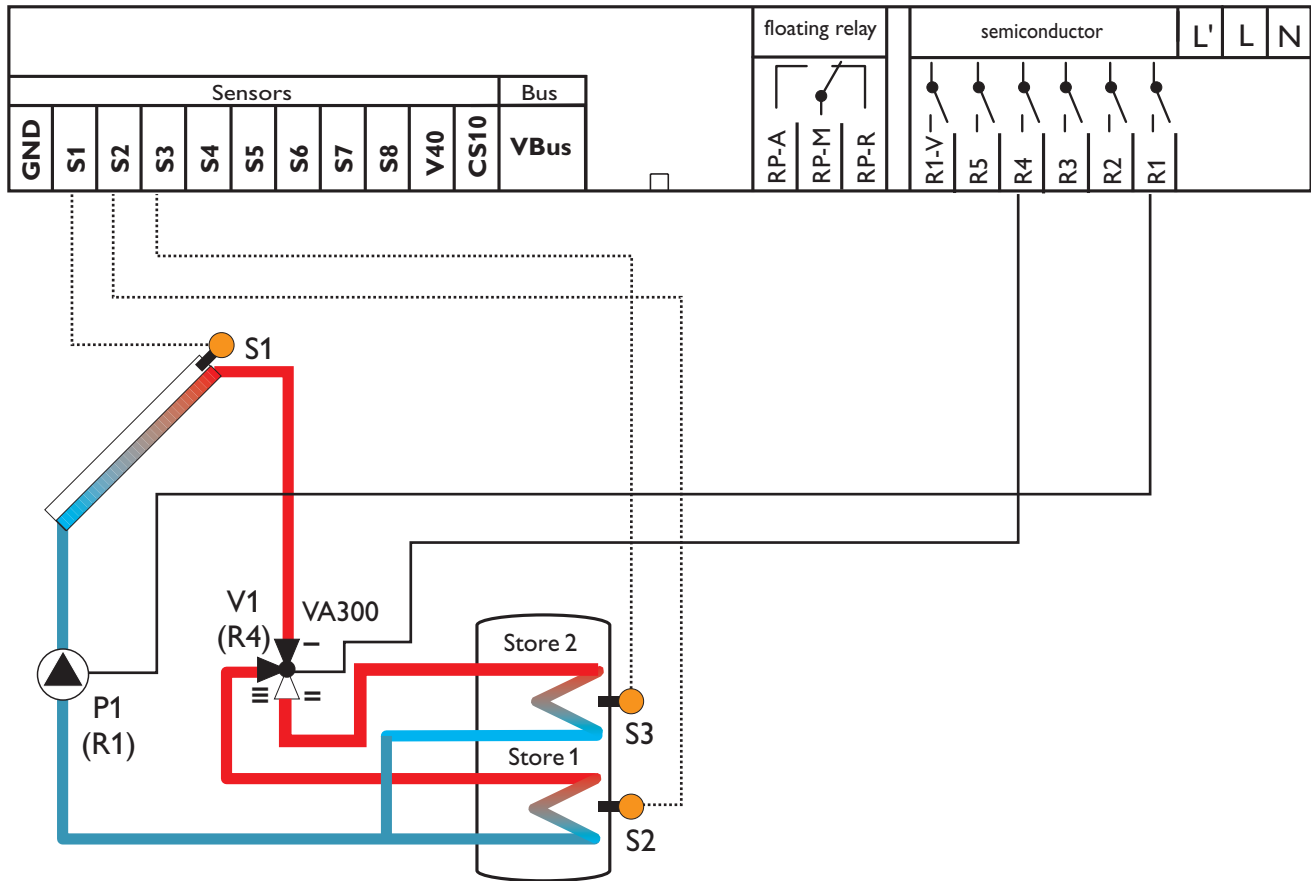 floating relay
semiconductor
L'
L
N
Sensors
Bus
GND
S1
S2
S3
S4
S5
S6
S7
S8
V40
CS10
VBus
RP-A
RP-M
RP-R
R1-V
R5
R4
R3
R2
R1
S1
V1
(R4)
VA300
Store 2
P1
(R1)
S3
Store 1
S2